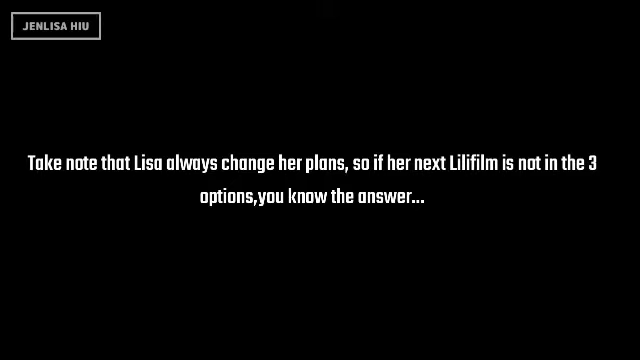 JENLISA HIU
Take note that Lisa always change her plans, so if her next Lilifilm is not in the 3
options,you know the answer...